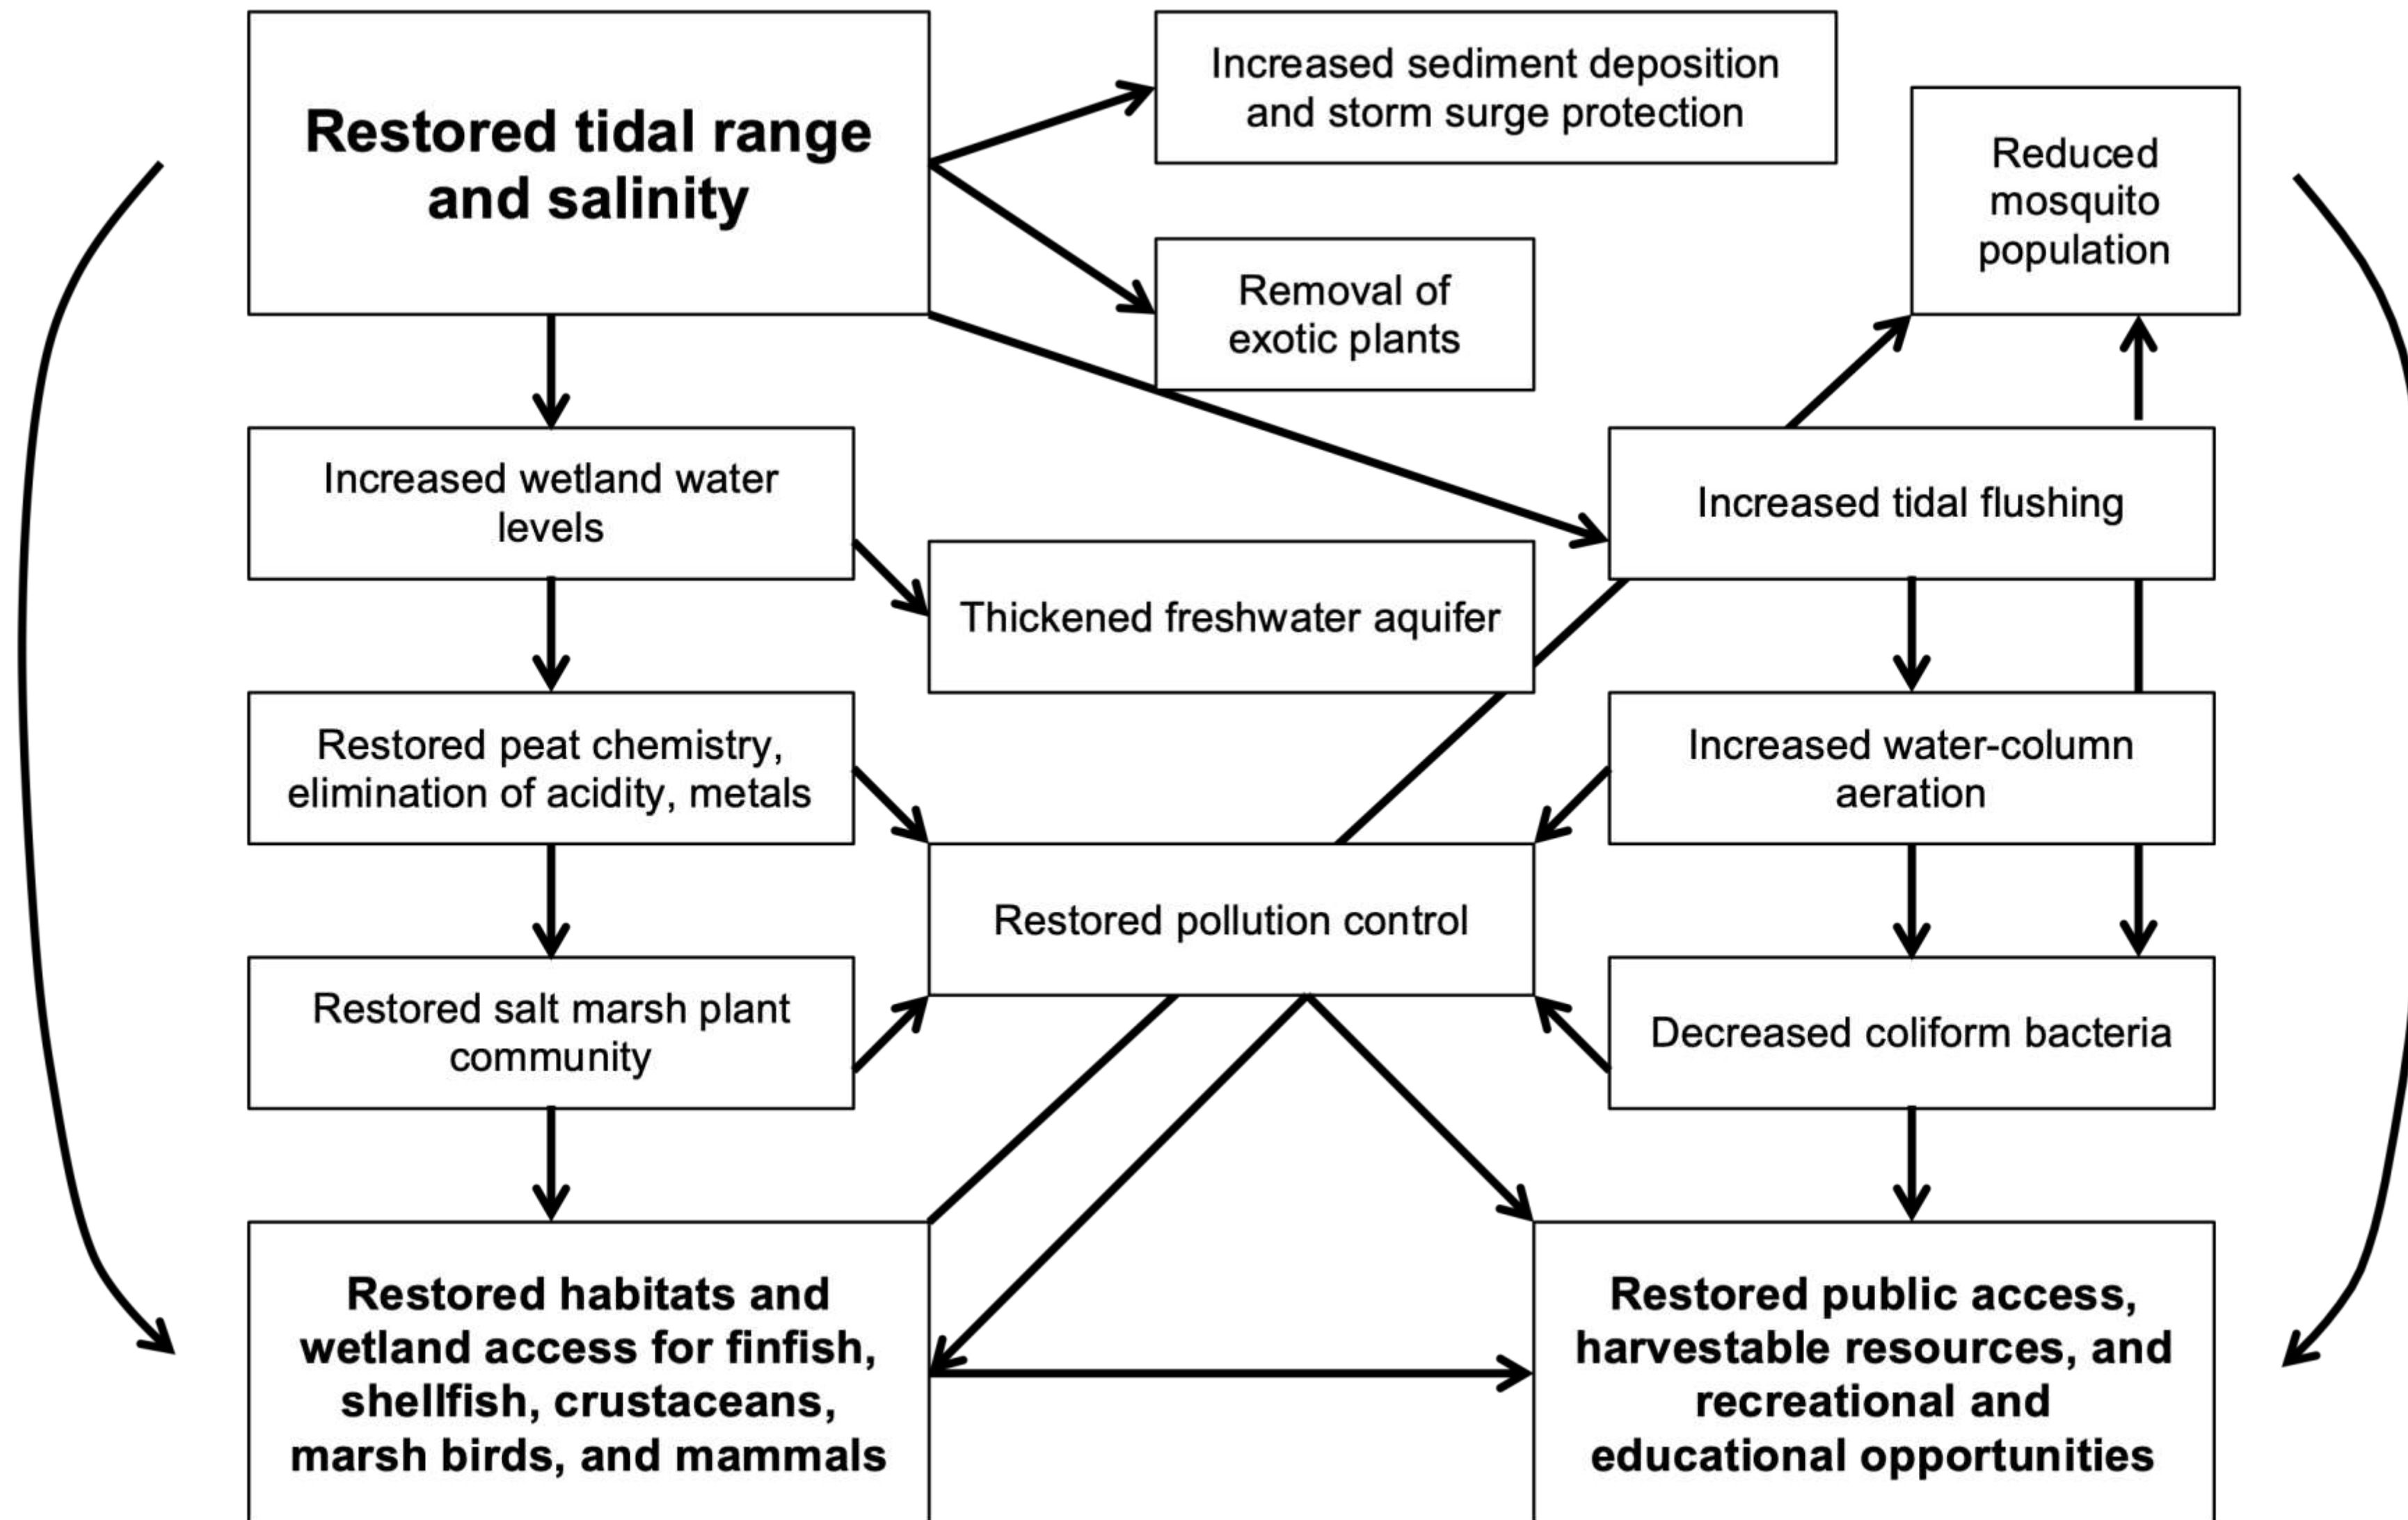 Restored tidal range
and salinity
Increased sediment deposition
and storm surge protection
Reduced
mosquito
population
Removal of
exotic plants
Increased wetland water
levels
Increased tidal flushing
Thickened freshwater aquifer
Restored peat chemistry,
elimination of acidity, metals
Increased water-column
aeration
Restored pollution control
Restored salt marsh plant
community
Decreased coliform bacteria
Restored habitats and
wetland access for finfish,
shellfish, crustaceans,
marsh birds, and mammals
Restored public access,
harvestable resources, and
recreational and
educational opportunities